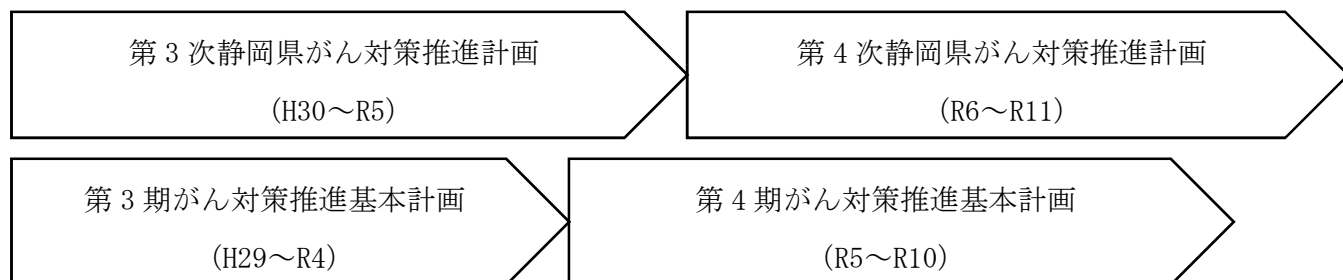 第3次静岡県がん対策推進計画
(H30～R5)
第4次静岡県がん対策推進計画
(R6～R11)
第3期がん対策推進基本計画
(H29～R4)
第4期がん対策推進基本計画
(R5～R10)